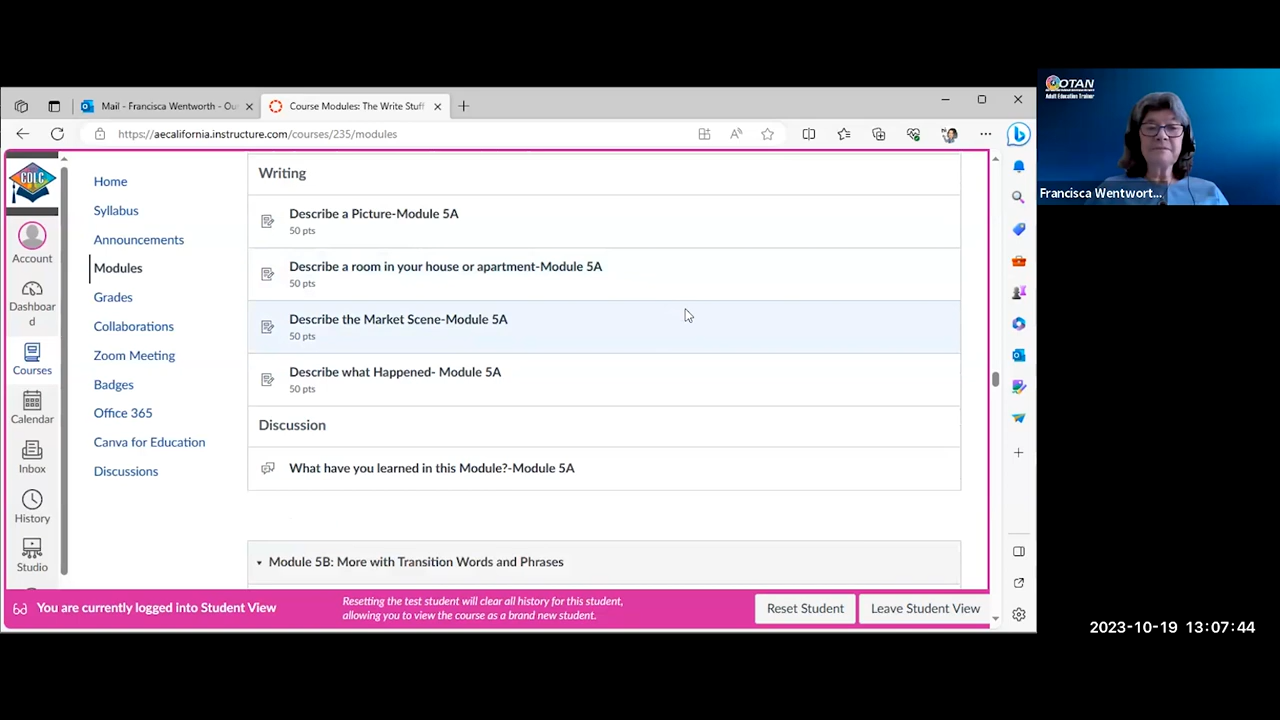 Mail - Francisca Wentworth - Ou
Course Modules: The Write Stuff
https://aecalifornia.instructure.com/courses/235/modules
CDLC
Account
Dashboar
d
Courses
Calendar
Inbox
History
Studio
Home
Syllabus
Announcements
Modules
Grades
Collaborations
Zoom Meeting
Badges
Office 365
Canva for Education
Discussions
Writing
Describe a Picture-Module 5A
50 pts
Describe a room in your house or apartment-Module 5A
50 pts
Describe the Market Scene-Module 5A
50 pts
Describe what Happened- Module 5A
50 pts
Discussion
What have you learned in this Module?-Module 5A
Module 5B: More with Transition Words and Phrases
You are currently logged into Student View
Resetting the test student will clear all history for this student,
allowing you to view the course as a brand new student.
Reset Student
Leave Student View
OTAN
Adult Education Trainer
Francisca Wentwort...
2023-10-19 13:07:44